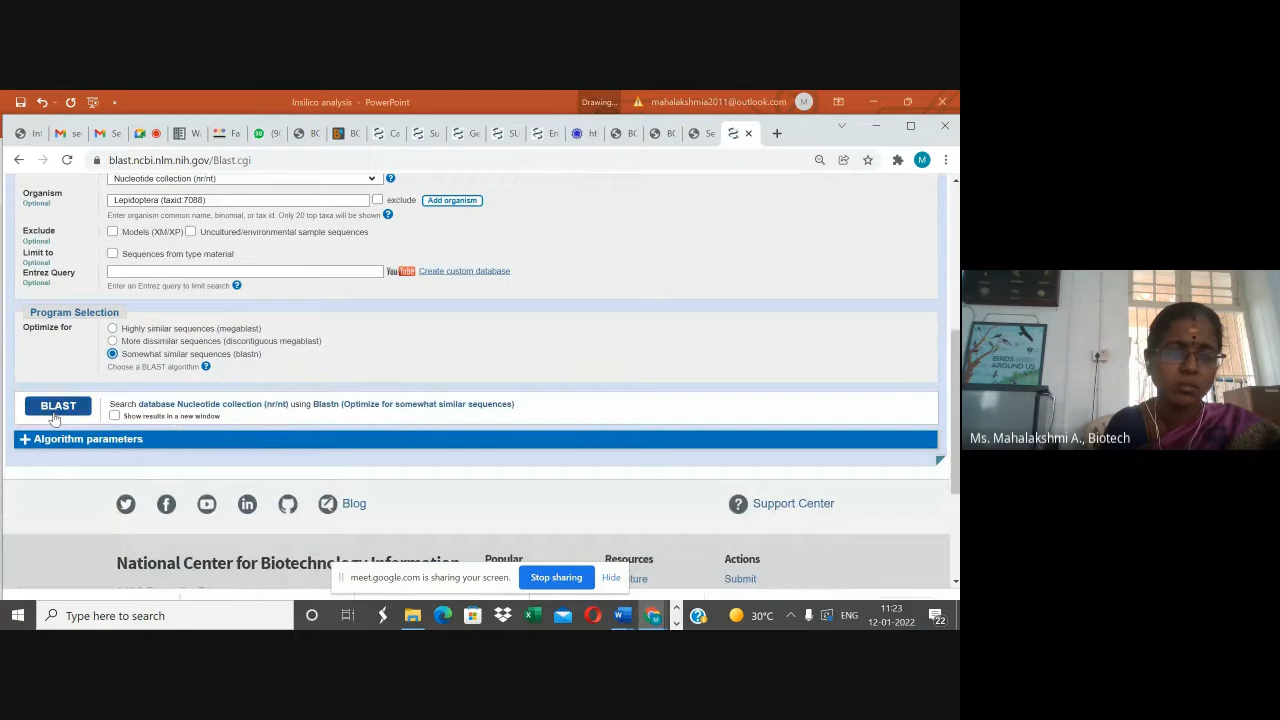 Insilico analysis - PowerPoint
Drawing...
mahalakshmia2011@outlook.com
M
blast.ncbi.nlm.nih.gov/Blast.cgi
M
Nucleotide collection (nr/nt)
Organism
Optional
Lepidoptera (taxid:7088)
exclude
Add organism
Enter organism common name, binomial, or tax id. Only 20 top taxa will be shown
Exclude
Optional
Models (XM/XP)
Uncultured/environmental sample sequences
Limit to
Optional
Sequences from type material
Entrez Query
Optional
YouTube
Create custom database
Enter an Entrez query to limit search
Program Selection
Optimize for
Highly similar sequences (megablast)
More dissimilar sequences (discontiguous megablast)
Somewhat similar sequences (blastn)
Choose a BLAST algorithm
BLAST
Search database Nucleotide collection (nr/nt) using Blastn (Optimize for somewhat similar sequences)
Show results in a new window
+ Algorithm parameters
Blog
Support Center
National Center for Biotechnology Information
Popular
Resources
Actions
Submit
meet.google.com is sharing your screen.
Stop sharing
Hide
Type here to search
30°C
ENG
11:23
12-01-2022
22
BIRDS
AROUND US
Ms. Mahalakshmi A., Biotech